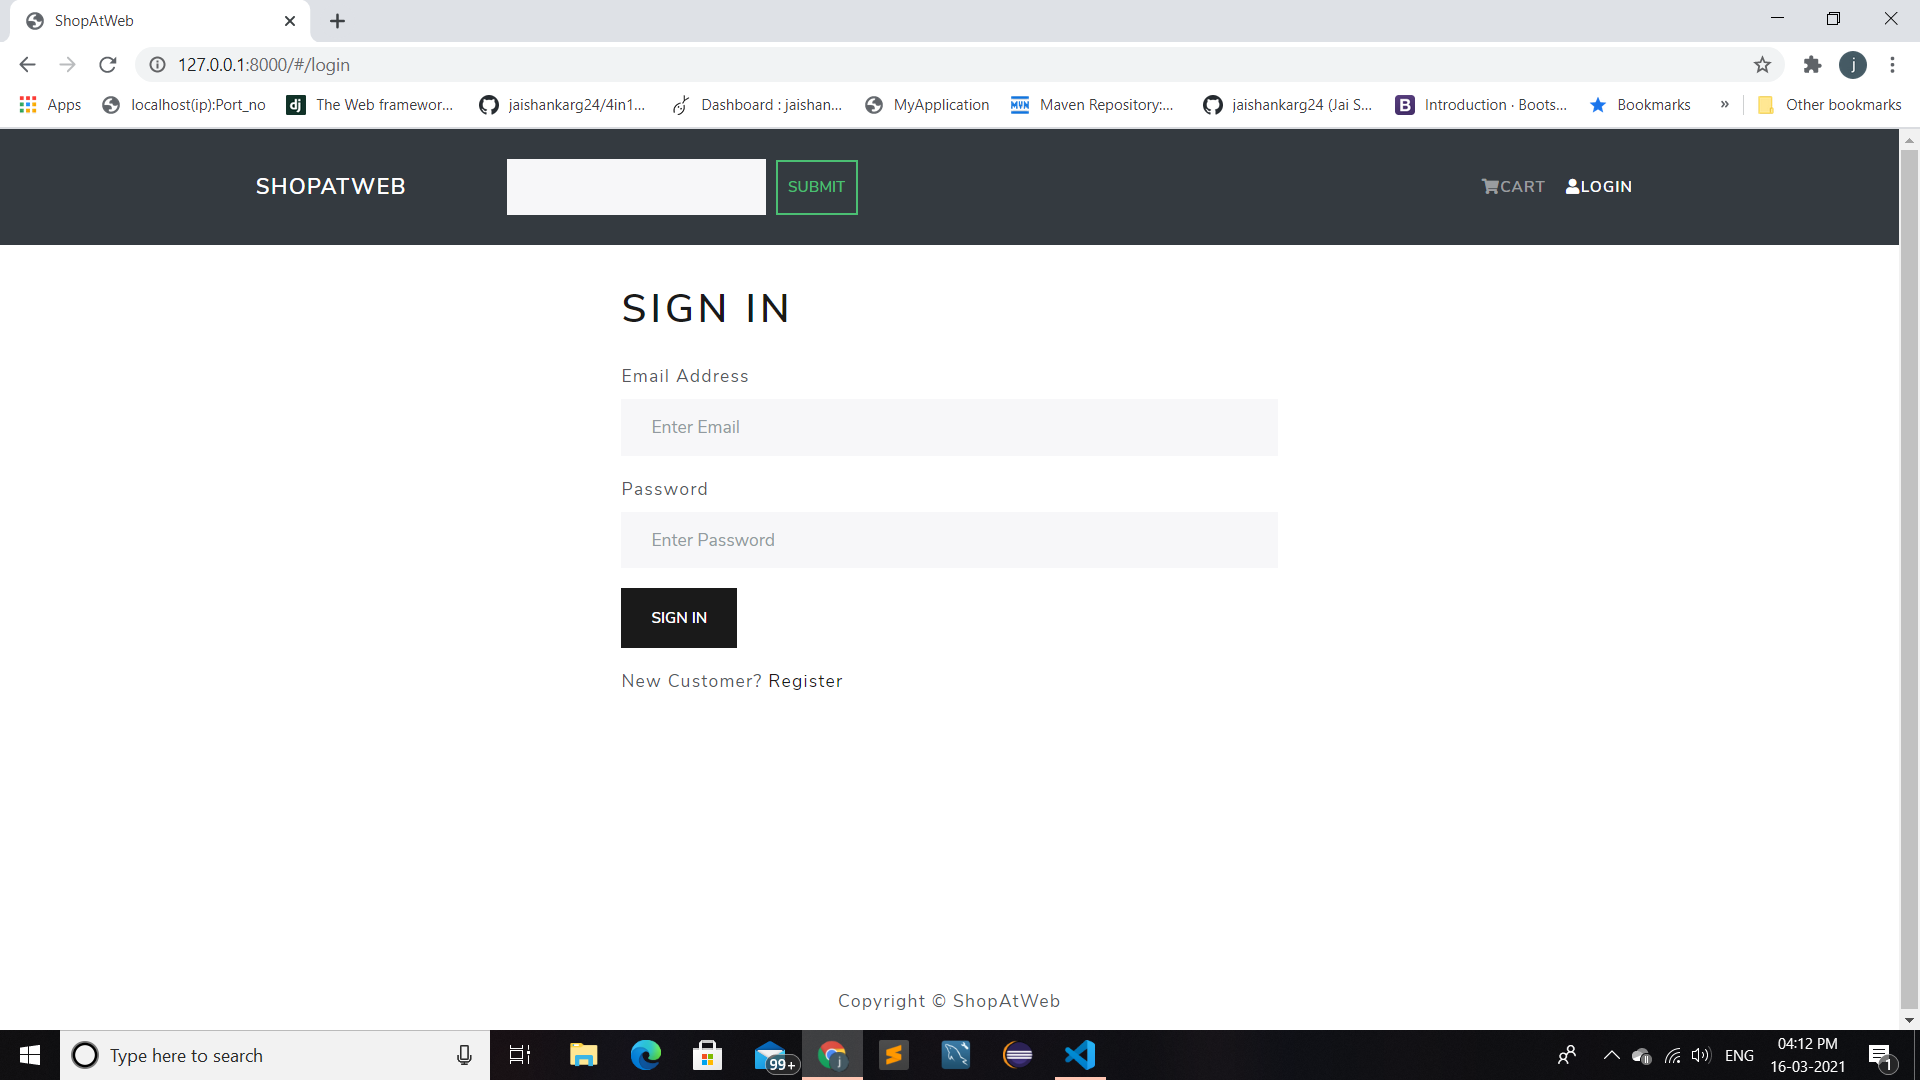 ShopAtWeb
127.0.0.1:8000/#/login
j
Apps
localhost(ip):Port_no
dj
The Web framewor...
jaishankarg24/4in1...
Dashboard : jaishan...
MyApplication
MVN
Maven Repository:...
jaishankarg24 (Jai S...
B
Introduction · Boots...
Bookmarks
»
Other bookmarks
SHOPATWEB
SUBMIT
CART
LOGIN
SIGN IN
Email Address
Enter Email
Password
Enter Password
SIGN IN
New Customer? Register
Copyright © ShopAtWeb
Type here to search
99+
j
ENG
04:12 PM
16-03-2021
1